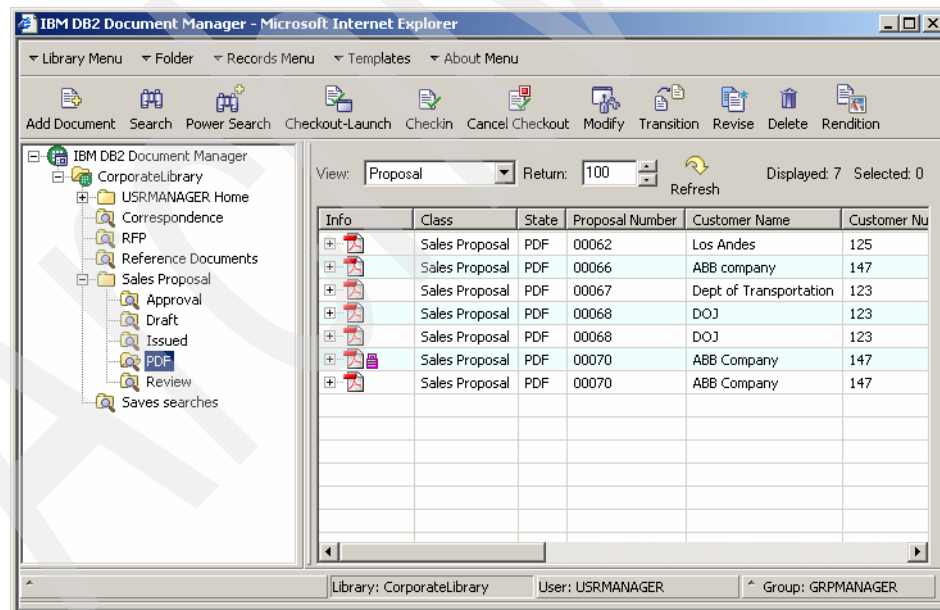 IBM DB2 Document Manager - Microsoft Internet Explorer
Library Menu Folder Records Menu Templates About Menu
Add Document Search Power Search Checkout-Launch Checkin Cancel Checkout Modify Transition Revise Delete Rendition
IBM DB2 Document Manager
CorporateLibrary
USRMANAGER Home
Correspondence
RFP
Reference Documents
Sales Proposal
Approval
Draft
Issued
PDF
Review
Saves searches
View: Proposal Return: 100 Refresh Displayed: 7 Selected: 0
Info Class State Proposal Number Customer Name Customer Nu
Sales Proposal PDF 00062 Los Andes 125
Sales Proposal PDF 00066 ABB company 147
Sales Proposal PDF 00067 Dept of Transportation 123
Sales Proposal PDF 00068 DOJ 123
Sales Proposal PDF 00068 DOJ 123
Sales Proposal PDF 00070 ABB Company 147
Sales Proposal PDF 00070 ABB Company 147
Library: CorporateLibrary User: USRMANAGER Group: GRPMANAGER